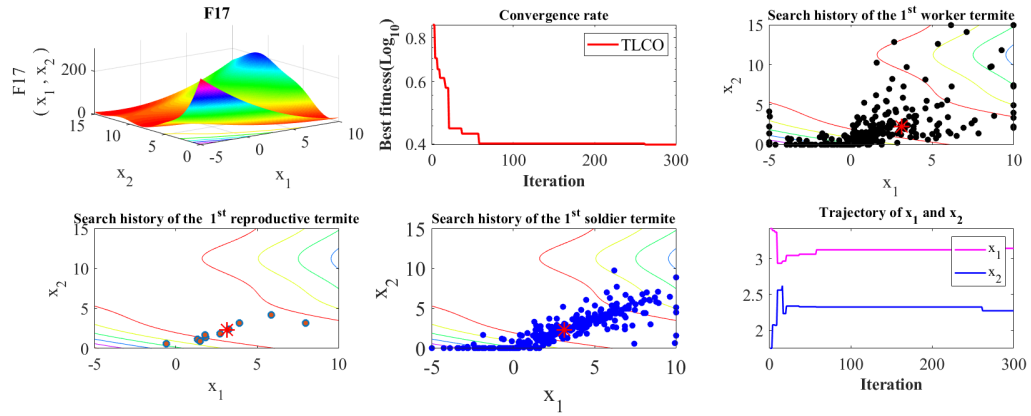 F17
F17
( x1 , x2 )
300
200
0
15
10
5
0
-5
0
5
10
x2
x1
Convergence rate
Best fitness(Log10)
0.8
0.6
0.4
TLCO
0
100
200
300
Iteration
Search history of the 1st worker termite
x2
15
10
5
0
-5
0
5
10
x1
Search history of the 1st reproductive termite
x2
15
10
5
0
-5
0
5
10
x1
Search history of the 1st soldier termite
x2
15
10
5
0
-5
0
5
10
x1
Trajectory of x1 and x2
3
2.5
2
x1
x2
0
100
200
300
Iteration